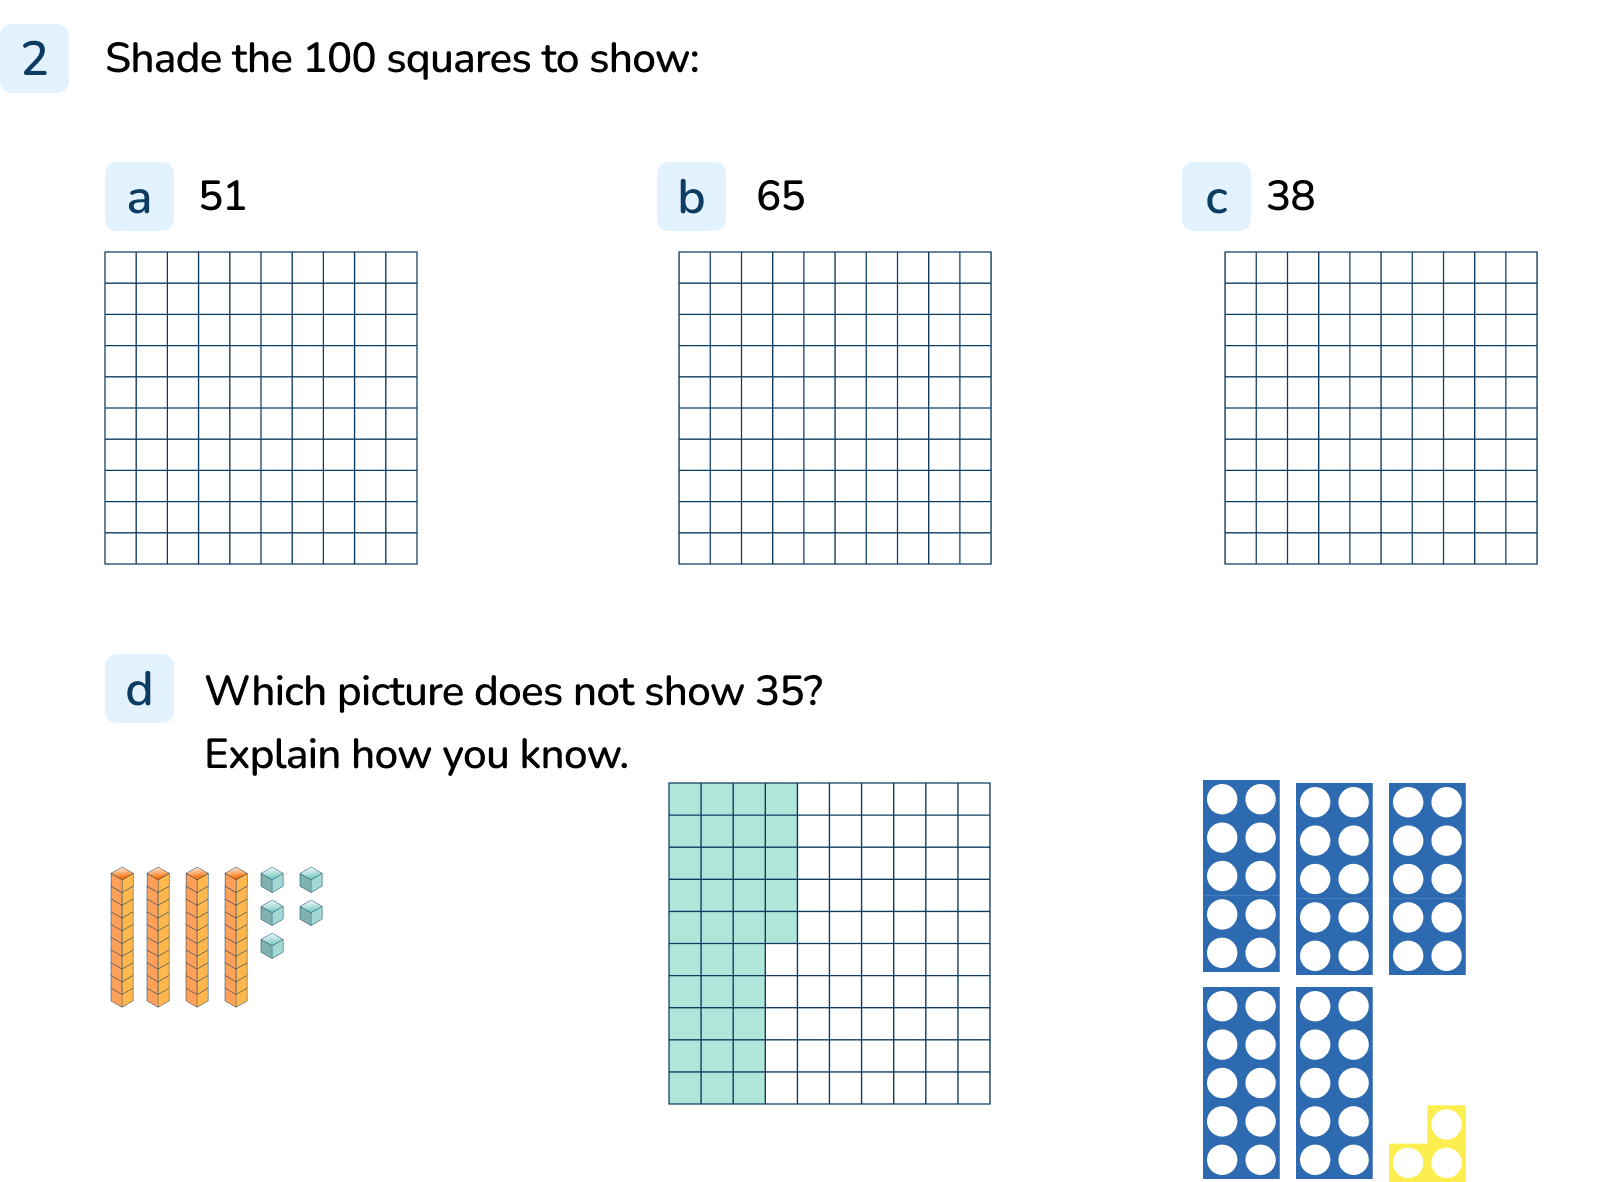 2 Shade the 100 squares to show:
a 51 b 65 c 38
d Which picture does not show 35?
Explain how you know.